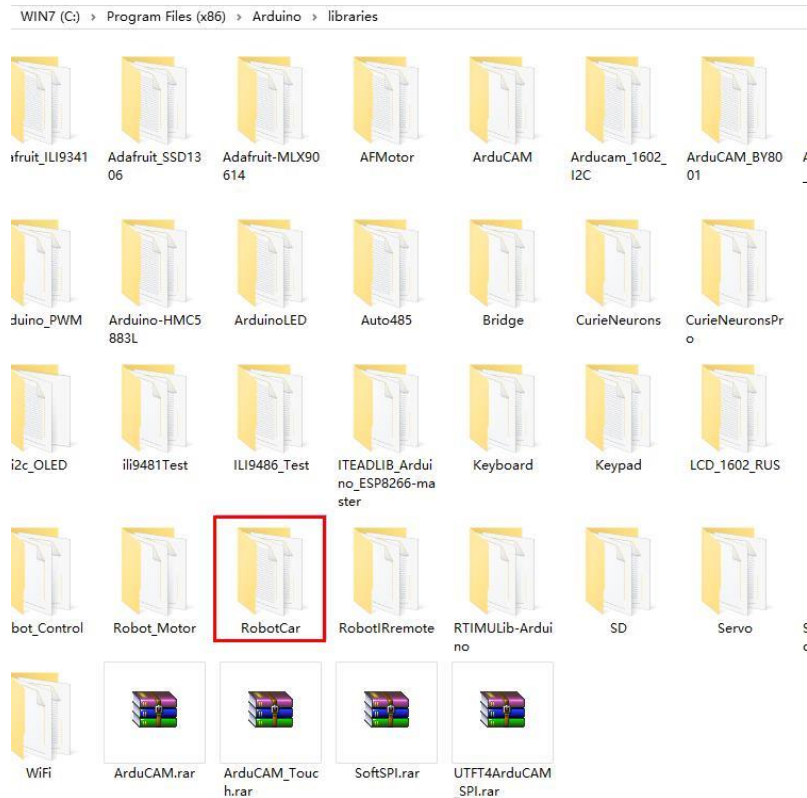 WIN7 (C:) › Program Files (x86) › Arduino › libraries
afruit_ILI9341 Adafruit_SSD13 Adafruit-MLX90 AFMotor ArduCAM Arducam_1602_ ArduCAM_BY80
06 614 I2C 01
duino_PWM Arduino-HMC5 ArduinoLED Auto485 Bridge CurieNeurons CurieNeuronsPr
883L o
i2c_OLED ili9481Test ILI9486_Test ITEADLIB_Ardui Keyboard Keypad LCD_1602_RUS
no_ESP8266-ma
ster
bot_Control Robot_Motor RobotCar RobotIRremote RTIMULib-Ardui SD Servo
no
WiFi ArduCAM.rar ArduCAM_Touc SoftSPI.rar UTFT4ArduCAM
h.rar _SPI.rar